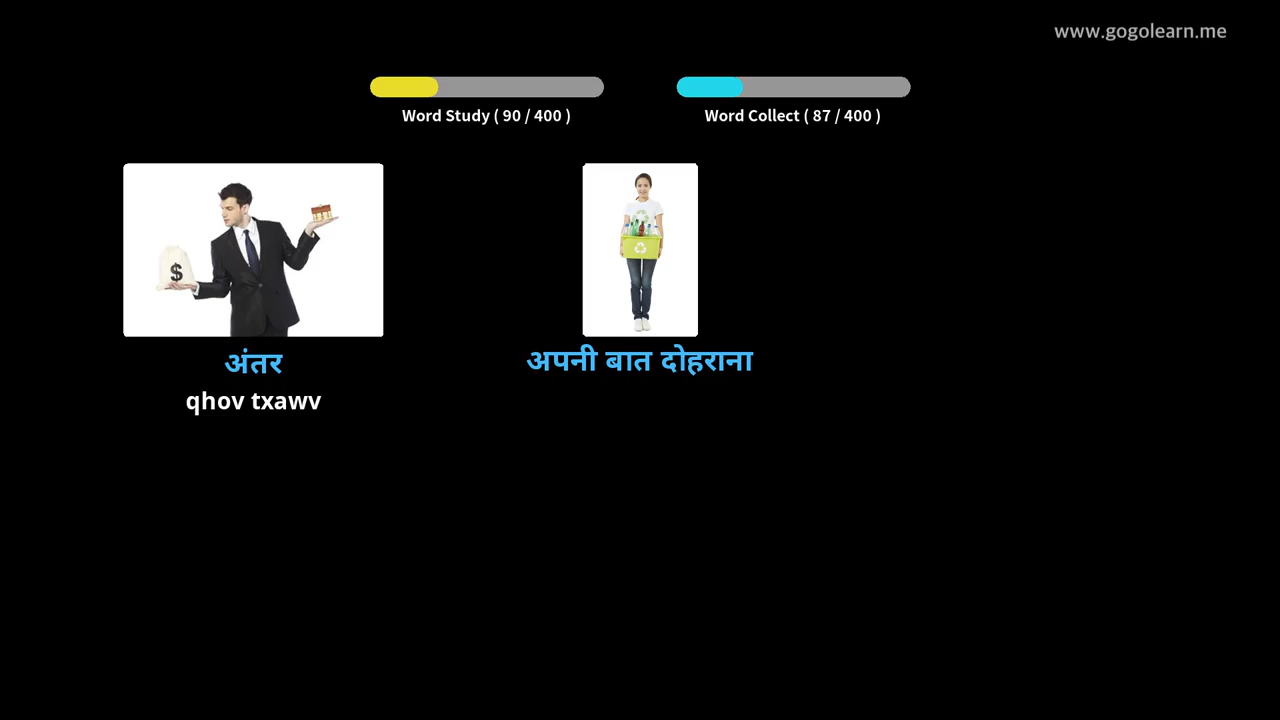 www.gogolearn.me
Word Study ( 90 / 400 )
Word Collect ( 87 / 400 )
$
अंतर
qhov txawv
अपनी बात दोहराना